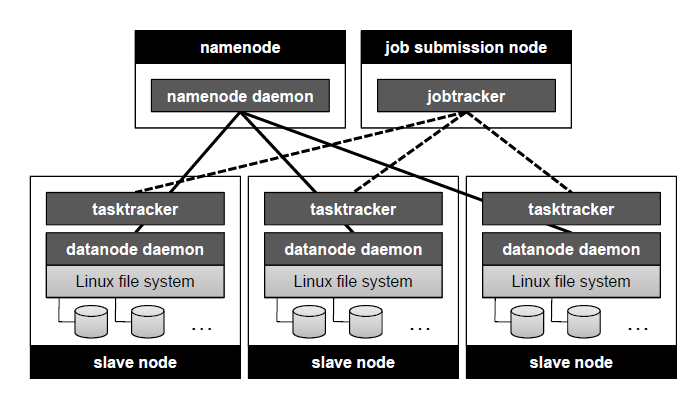 namenode
job submission node
namenode daemon
jobtracker
tasktracker
tasktracker
tasktracker
datanode daemon
datanode daemon
datanode daemon
Linux file system
Linux file system
Linux file system
...
...
...
slave node
slave node
slave node